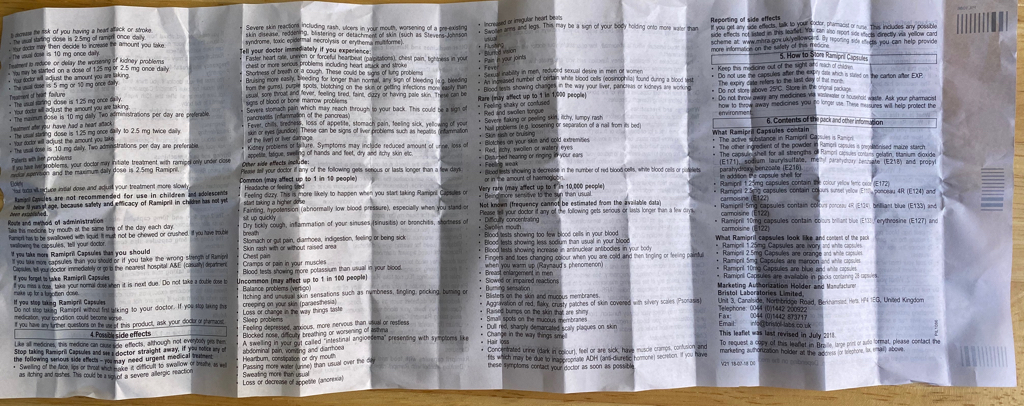 To decrease the risk of you having a heart attack or stroke
• The usual starting dose is 2.5mg ramipril once daily.
• Your doctor may then decide to increase the amount you take.
• The usual dose is 10 mg once daily.
Treatment to reduce or delay the worsening of kidney problems
• You may be started on a dose of 1.25 mg or 2.5 mg once daily.
• Your doctor will adjust the amount you are taking.
• The usual dose is 5 mg or 10 mg once daily.
Treatment of heart failure
• The usual starting dose is 1.25 mg once daily.
• Your doctor will adjust the amount you are taking.
• The maximum dose is 10 mg daily. Two administrations per day are preferable.
Treatment after you have had a heart attack
• The usual starting dose is 1.25 mg once daily to 2.5 mg twice daily.
• Your doctor will adjust the amount you take.
• The usual dose is 10 mg daily. Two administrations per day are preferable.
Patients with liver problems
If you have liver problems, your doctor may initiate treatment with ramipril only under
supervision and the maximum daily dose is 2.5mg Ramipril.
Elderly
Your doctor will reduce initial dose and adjust your treatment more slowly.
Ramipril Capsules are not recommended for use in children and adolescents
below 18 years of age, because safety and efficacy of Ramipril in children has not yet
been established.
Route and methods of administration
Take this medicine by mouth at the same time of the day each day.
Ramipril has to be swallowed with liquid. It must not be chewed or crushed. If you have trouble
swallowing the capsules, tell your doctor.
If you take more Ramipril Capsules than you should
If you take more capsules than you should or if you take the wrong strength of Ramipril
Capsules, tell your doctor immediately or go to the nearest hospital A&E (casualty) department.
If you forget to take Ramipril Capsules
If you miss a dose, take your normal dose when it is next due. Do not take a double dose to
make up for a forgotten dose.
If you stop taking Ramipril Capsules
Do not stop taking Ramipril without first talking to your doctor. If you stop taking this
medication, your condition could become worse.
If you have any further questions on the use of this product, ask your doctor or pharmacist.
4. Possible side effects
Like all medicines, this medicine can cause side effects, although not everybody gets them.
Stop taking Ramipril Capsules and see a doctor straight away, if you notice any of
the following serious side effects - you may need urgent medical treatment:
• Swelling of the face, lips or throat which make it difficult to swallow or breathe, as well
as itching and rashes. This could be a sign of a severe allergic reaction
• Severe skin reactions including rash, ulcers in your mouth, worsening of a pre-existing
skin disease, reddening, blistering or detachment of skin (such as Stevens-Johnson
syndrome, toxic epidermal necrolysis or erythema multiforme).
Tell your doctor immediately if you experience:
• Faster heart rate, uneven or forceful heartbeat (palpitations), chest pain, tightness in your
chest or more serious problems including heart attack and stroke
• Shortness of breath or a cough. These could be signs of lung problems
• Bruising more easily, bleeding for longer than normal, any sign of bleeding (e.g. bleeding
from the gums), purple spots, blotching on the skin or getting infections more easily than
usual, sore throat and fever, feeling tired, faint, dizzy or having pale skin. These can be
signs of blood or bone marrow problems
• Severe stomach pain which may reach through to your back. This could be a sign of
pancreatitis (inflammation of the pancreas).
• Fever, chills, tiredness, loss of appetite, stomach pain, feeling sick, yellowing of your
skin or eyes (jaundice). These can be signs of liver problems such as hepatitis (inflammation
of the liver) or liver damage.
• Kidney problems or failure. Symptoms may include reduced amount of urine, loss of
appetite, fatigue, swelling of hands and feet, dry and itchy skin etc.
Other side effects include:
Please tell your doctor if any of the following gets serious or lasts longer than a few days.
Common (may affect up to 1 in 10 people)
• Headache or feeling tired
• Feeling dizzy. This is more likely to happen when you start taking Ramipril Capsules or
start taking a higher dose
• Fainting, hypotension (abnormally low blood pressure), especially when you stand or
sit up quickly
• Dry tickly cough, inflammation of your sinuses (sinusitis) or bronchitis, shortness of
breath
• Stomach or gut pain, diarrhoea, indigestion, feeling or being sick
• Skin rash with or without raised area
• Chest pain
• Cramps or pain in your muscles
• Blood tests showing more potassium than usual in your blood.
Uncommon (may affect up to 1 in 100 people)
• Balance problems (vertigo)
• Itching and unusual skin sensations such as numbness, tingling, pricking, burning or
creeping on your skin (paraesthesia)
• Loss or change in the way things taste
• Sleep problems
• Feeling depressed, anxious, more nervous than usual or restless
• Blocked nose, difficulty breathing or worsening of asthma
• A swelling in your gut called "intestinal angioedema" presenting with symptoms like
abdominal pain, vomiting and diarrhoea
• Heartburn, constipation or dry mouth
• Passing more water (urine) than usual over the day
• Sweating more than usual
• Loss or decrease of appetite (anorexia)
• Increased or irregular heart beats
• Swollen arms and legs. This may be a sign of your body holding onto more water than
usual
• Flushing
• Blurred vision
• Pain in your joints
• Fever
• Sexual inability in men, reduced sexual desire in men or women
• An increased number of certain white blood cells (eosinophilia) found during a blood test
• Blood tests showing changes in the way your liver, pancreas or kidneys are working
Rare (may affect up to 1 in 1,000 people)
• Feeling shaky or confused
• Red and swollen tongue
• Severe flaking or peeling skin, itchy, lumpy rash
• Nail problems (e.g. loosening or separation of a nail from its bed)
• Skin rash or bruising
• Blotches on your skin and cold extremities
• Red, itchy, swollen or watery eyes
• Disturbed hearing or ringing in your ears
• Feeling weak
• Blood tests showing a decrease in the number of red blood cells, white blood cells or platelets
or in the amount of haemoglobin
Very rare (may affect up to 1 in 10,000 people)
• Being more sensitive to the sun than usual.
Not known (frequency cannot be estimated from the available data)
Please tell your doctor if any of the following gets serious or lasts longer than a few days.
• Difficulty concentrating
• Swollen mouth
• Blood tests showing too few blood cells in your blood
• Blood tests showing less sodium than usual in your blood
• Blood tests showing increase in antinuclear antibodies in your body
• Fingers and toes changing colour when you are cold and then tingling or feeling painful
when you warm up (Raynaud's phenomenon)
• Breast enlargement in men
• Slowed or impaired reactions
• Burning sensation
• Blisters on the skin and mucous membranes.
• Aggravation of red, flaky, crusty patches of skin covered with silvery scales (Psoriasis)
• Raised bumps on the skin that are shiny
• Small spots on the mucous membranes
• Dull red, sharply demarcated scaly plaques on skin
• Change in the way things smell
• Hair loss
• Concentrated urine (dark in colour), feel or are sick, have muscle cramps, confusion and
fits which may be due to inappropriate ADH (anti-diuretic hormone) secretion. If you have
these symptoms contact your doctor as soon as possible.
Reporting of side effects
If you get any side effects, talk to your doctor, pharmacist or nurse. This includes any possible
side effects not listed in this leaflet. You can also report side effects directly via yellow card
scheme at: www.mhra.gov.uk/yellowcard. By reporting side effects you can help provide
more information on the safety of this medicine.
5. How to Store Ramipril Capsules
• Keep this medicine out of the sight and reach of children.
• Do not use the capsules after the expiry date which is stated on the carton after EXP.
The expiry date refers to the last day of that month.
• Do not store above 25°C. Store in the original package.
• Do not throw away any medicines via wastewater or household waste. Ask your pharmacist
how to throw away medicines you no longer use. These measures will help protect the
environment.
6. Contents of the pack and other information
What Ramipril Capsules contain
• The active substance in Ramipril Capsules is Ramipril.
• The other ingredient of the powder in Ramipril capsules is pregelatinised maize starch.
• The capsule shell for all strengths of Ramipril Capsules contains gelatin, titanium dioxide
(E171), sodium laurylsulfate, methyl parahydroxy benzoate (E218) and propyl
parahydroxy benzoate (E216).
In addition the capsule shell for
• Ramipril 1.25mg capsules contain the colour yellow ferric oxide (E172)
• Ramipril 2.5mg capsules contain colours sunset yellow (E110), ponceau 4R (E124) and
carmoisine (E122)
• Ramipril 5mg capsules contain colours ponceau 4R (E124), brilliant blue (E133) and
carmoisine (E122)
• Ramipril 10mg capsules contain colours brilliant blue (E133), erythrosine (E127) and
carmoisine (E122)
What Ramipril capsules look like and content of the pack
• Ramipril 1.25mg Capsules are ivory and white capsules.
• Ramipril 2.5mg Capsules are orange and white capsules.
• Ramipril 5mg Capsules are maroon and white capsules.
• Ramipril 10mg Capsules are blue and white capsules.
• Ramipril Capsules are available in packs containing 28 capsules.
Marketing Authorization Holder and Manufacturer
Bristol Laboratories Limited,
Unit 3, Canalside, Northbridge Road, Berkhamsted, Herts, HP4 1EG, United Kingdom
Telephone: 0044 (0)1442 200922
Fax: 0044 (0)1442 873717
Email: info@bristol-labs.co.uk
This leaflet was last revised in July 2018.
To request a copy of this leaflet in Braille, large print or audio format, please contact the
marketing authorization holder at the address (or telephone, fax, email) above.
V21 16-07-18 D0